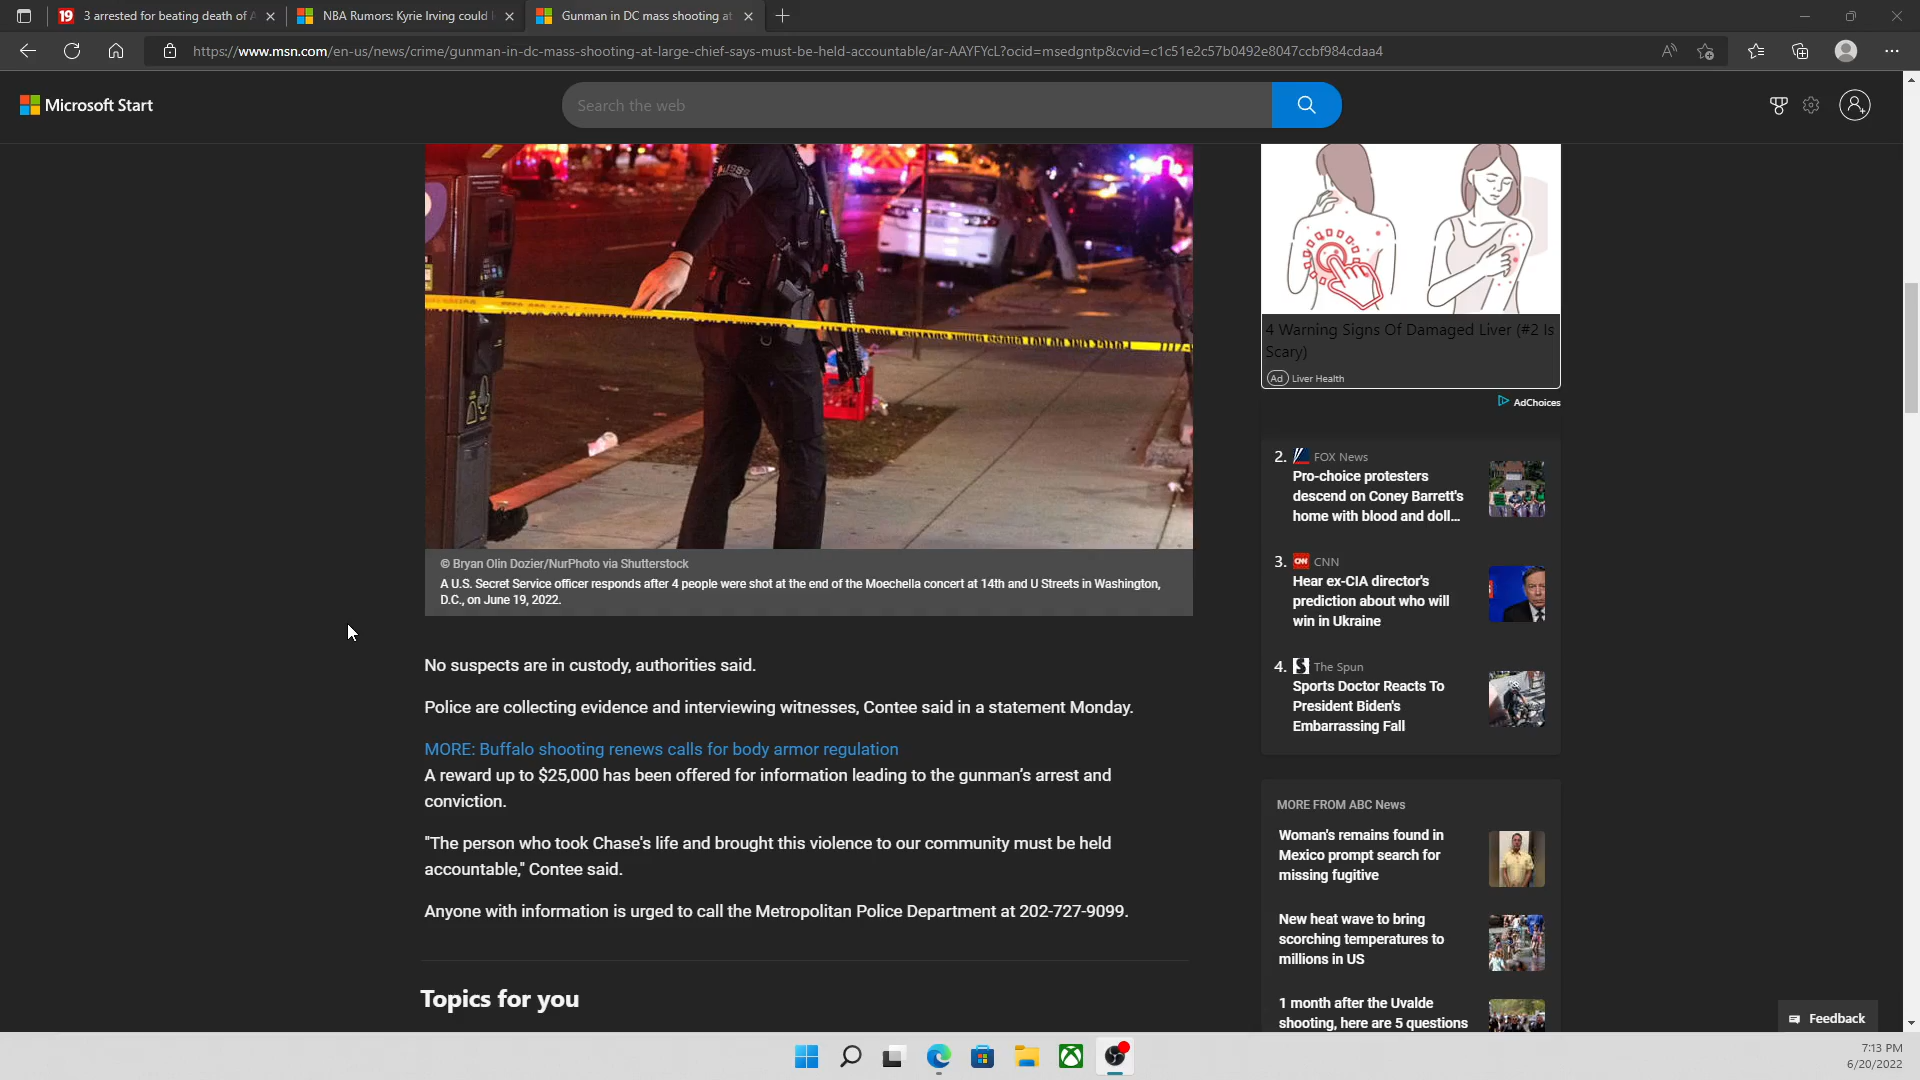 3 arrested for beating death of A
NBA Rumors: Kyrie Irving could l
Gunman in DC mass shooting at
https://www.msn.com/en-us/news/crime/gunman-in-dc-mass-shooting-at-large-chief-says-must-be-held-accountable/ar-AAYFYcL?ocid=msedgntp&cvid=c1c51e2c57b0492e8047ccbf984cdaa4
Microsoft Start
Search the web
© Bryan Olin Dozier/NurPhoto via Shutterstock
A U.S. Secret Service officer responds after 4 people were shot at the end of the Moechella concert at 14th and U Streets in Washington,
D.C., on June 19, 2022.
No suspects are in custody, authorities said.
Police are collecting evidence and interviewing witnesses, Contee said in a statement Monday.
MORE: Buffalo shooting renews calls for body armor regulation
A reward up to $25,000 has been offered for information leading to the gunman’s arrest and
conviction.
"The person who took Chase's life and brought this violence to our community must be held
accountable," Contee said.
Anyone with information is urged to call the Metropolitan Police Department at 202-727-9099.
Topics for you
4 Warning Signs Of Damaged Liver (#2 Is
Scary)
Ad Liver Health
AdChoices
2. FOX News
Pro-choice protesters
descend on Coney Barrett's
home with blood and doll...
3. CNN
Hear ex-CIA director's
prediction about who will
win in Ukraine
4. The Spun
Sports Doctor Reacts To
President Biden's
Embarrassing Fall
MORE FROM ABC News
Woman's remains found in
Mexico prompt search for
missing fugitive
New heat wave to bring
scorching temperatures to
millions in US
1 month after the Uvalde
shooting, here are 5 questions
Feedback
7:13 PM
6/20/2022